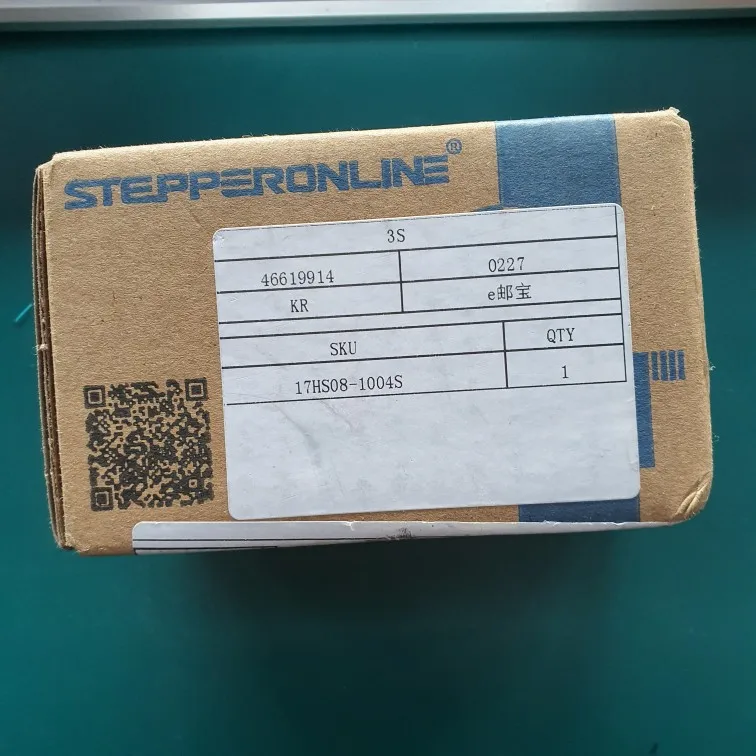 STEPPERONLINE®
3S
46619914 0227
KR e邮宝
SKU QTY
17HS08-1004S 1